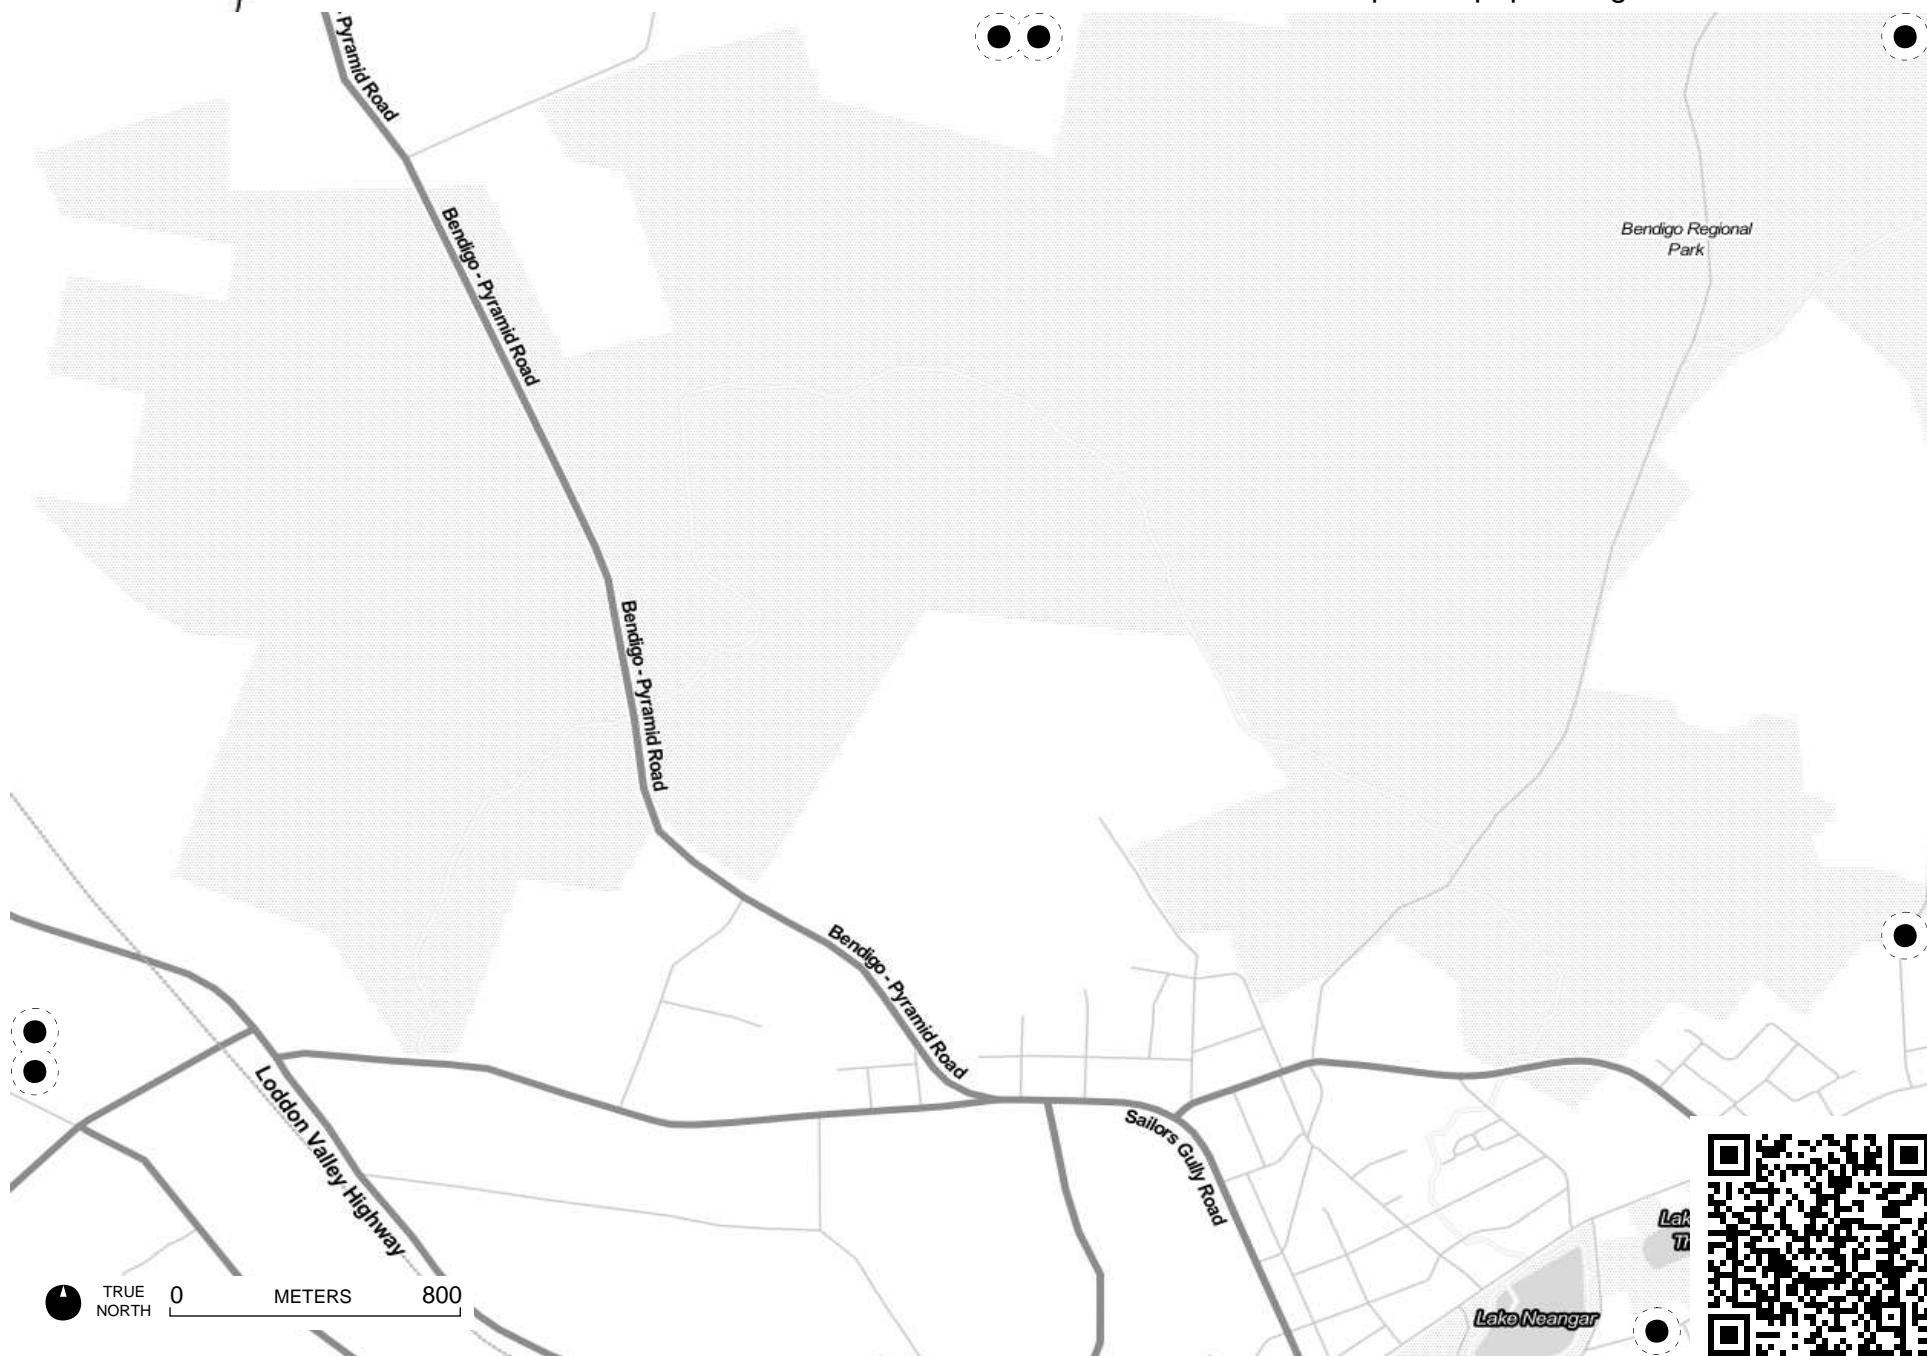 Pyramid Road
Bendigo - Pyramid Road
Bendigo Regional
Park
Bendigo - Pyramid Road
Bendigo - Pyramid Road
Loddon Valley Highway
Sailors Gully Road
Lake Neangar
TRUE
NORTH
0 METERS 800